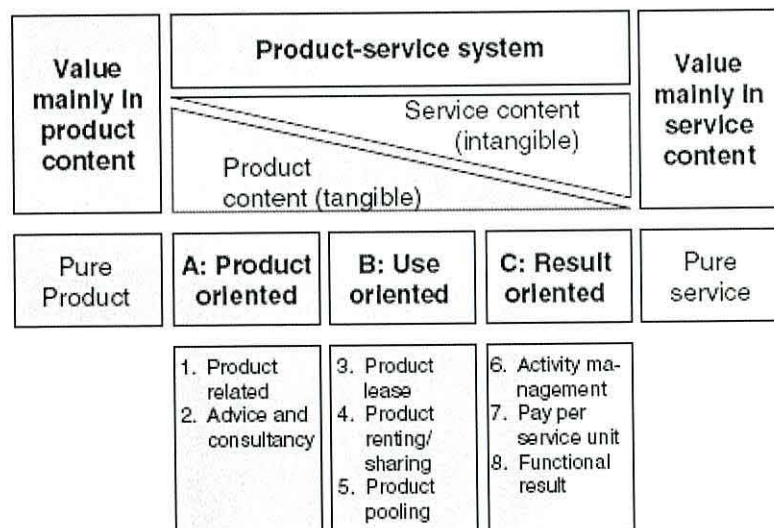 Value
mainly in
product
content
Product-service system
Service content
(intangible)
Product
content (tangible)
Value
mainly in
service
content
Pure
Product
A: Product
oriented
B: Use
oriented
C: Result
oriented
Pure
service
1. Product
related
2. Advice and
consultancy
3. Product
lease
4. Product
renting/
sharing
5. Product
pooling
6. Activity ma-
nagement
7. Pay per
service unit
8. Functional
result